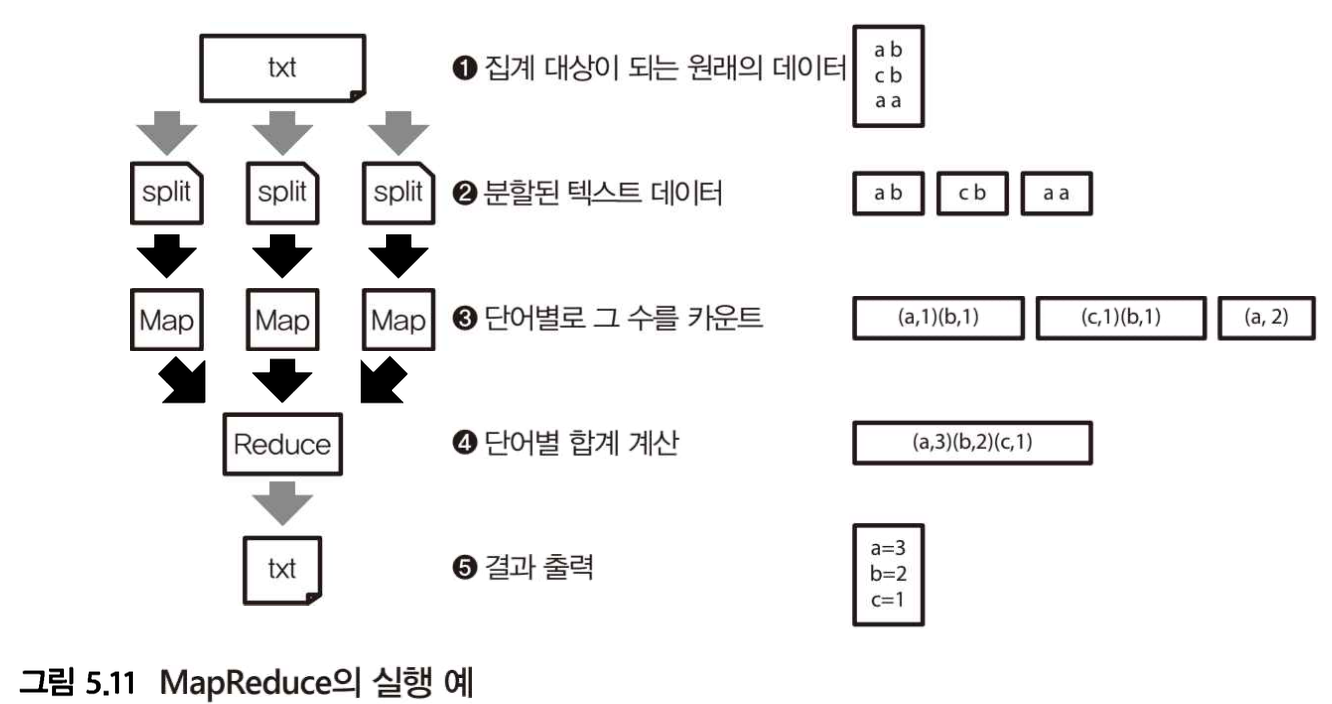 txt
❶ 집계 대상이 되는 원래의 데이터
a b
c b
a a
split split split
❷ 분할된 텍스트 데이터
a b
c b
a a
Map Map Map
❸ 단어별로 그 수를 카운트
(a,1)(b,1)
(c,1)(b,1)
(a, 2)
Reduce
❹ 단어별 합계 계산
(a,3)(b,2)(c,1)
txt
❺ 결과 출력
a=3
b=2
c=1
그림 5.11 MapReduce의 실행 예